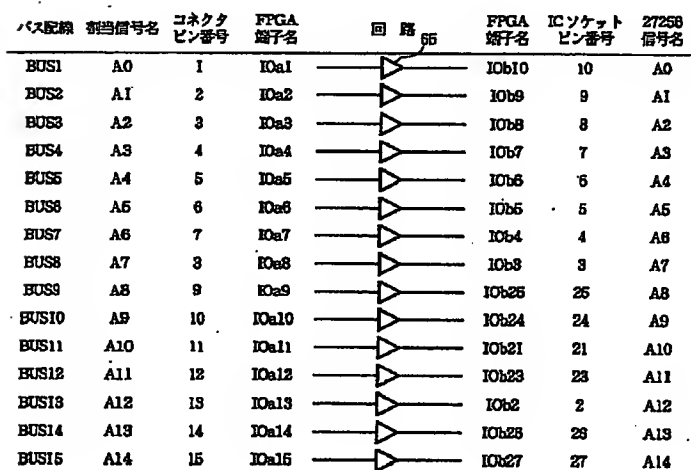 バス配線 割当信号名 コネクタピン番号 FPGA端子名 回路 FPGA端子名 ICソケットピン番号 27256信号名
55
BUS1 A0 1 IOa1 IOb10 10 A0
BUS2 A1 2 IOa2 IOb9 9 A1
BUS3 A2 3 IOa3 IOb8 8 A2
BUS4 A3 4 IOa4 IOb7 7 A3
BUS5 A4 5 IOa5 IOb6 6 A4
BUS6 A5 6 IOa6 IOb5 5 A5
BUS7 A6 7 IOa7 IOb4 4 A6
BUS8 A7 8 IOa8 IOb3 3 A7
BUS9 A8 9 IOa9 IOb25 25 A8
BUS10 A9 10 IOa10 IOb24 24 A9
BUS11 A10 11 IOa11 IOb21 21 A10
BUS12 A11 12 IOa12 IOb23 23 A11
BUS13 A12 13 IOa13 IOb2 2 A12
BUS14 A13 14 IOa14 IOb26 26 A13
BUS15 A14 15 IOa15 IOb27 27 A14